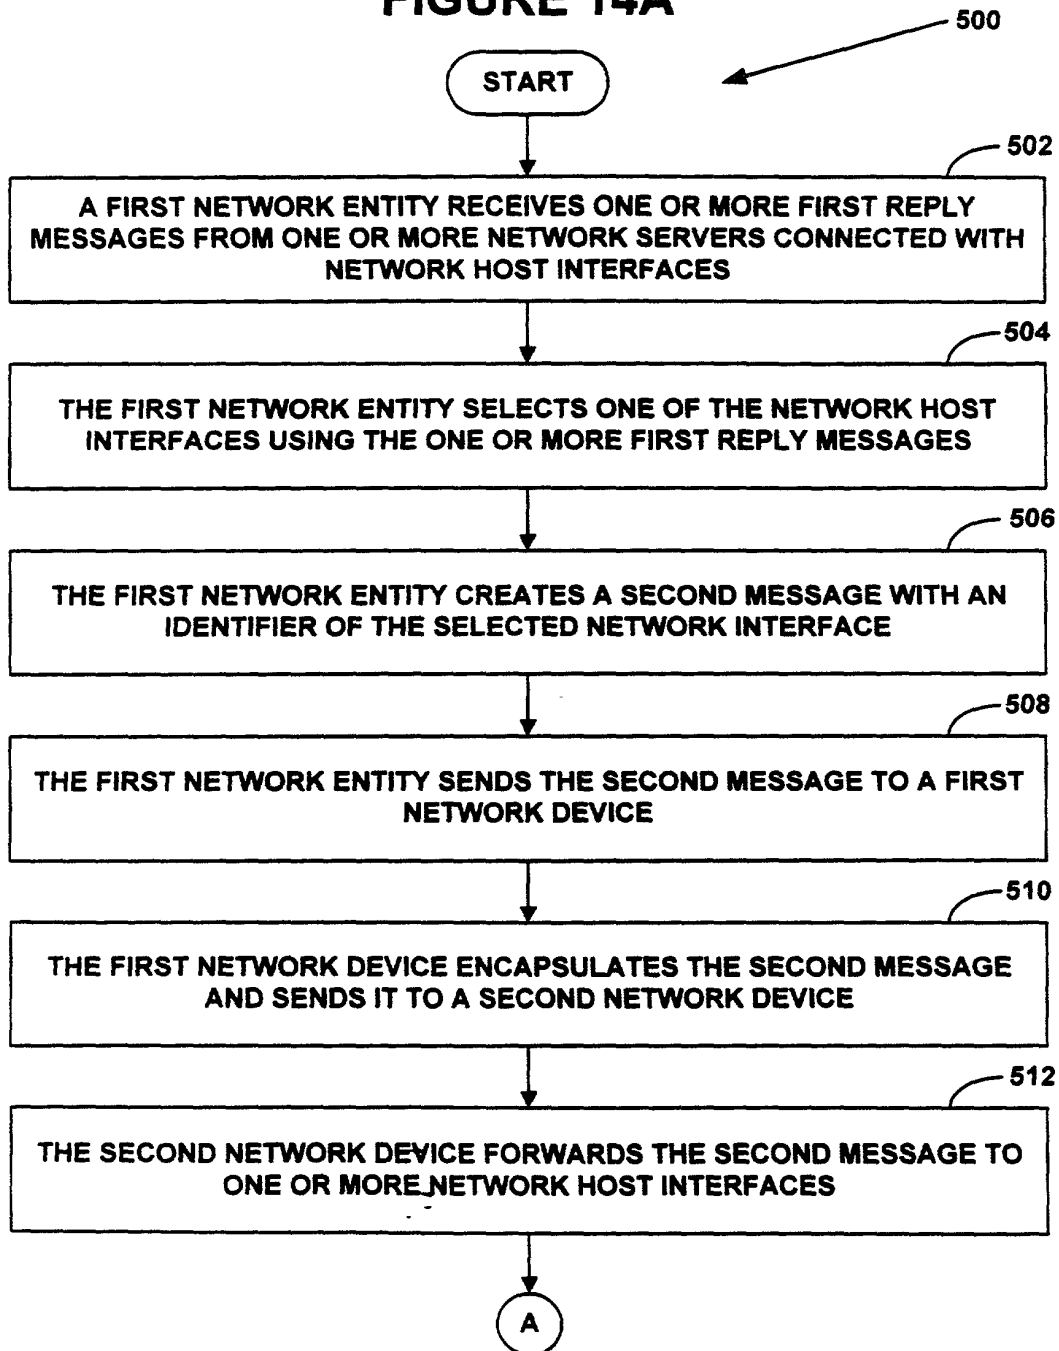 FIGURE 14A
500
START
502
A FIRST NETWORK ENTITY RECEIVES ONE OR MORE FIRST REPLY
MESSAGES FROM ONE OR MORE NETWORK SERVERS CONNECTED WITH
NETWORK HOST INTERFACES
504
THE FIRST NETWORK ENTITY SELECTS ONE OF THE NETWORK HOST
INTERFACES USING THE ONE OR MORE FIRST REPLY MESSAGES
506
THE FIRST NETWORK ENTITY CREATES A SECOND MESSAGE WITH AN
IDENTIFIER OF THE SELECTED NETWORK INTERFACE
508
THE FIRST NETWORK ENTITY SENDS THE SECOND MESSAGE TO A FIRST
NETWORK DEVICE
510
THE FIRST NETWORK DEVICE ENCAPSULATES THE SECOND MESSAGE
AND SENDS IT TO A SECOND NETWORK DEVICE
512
THE SECOND NETWORK DEVICE FORWARDS THE SECOND MESSAGE TO
ONE OR MORE NETWORK HOST INTERFACES
A